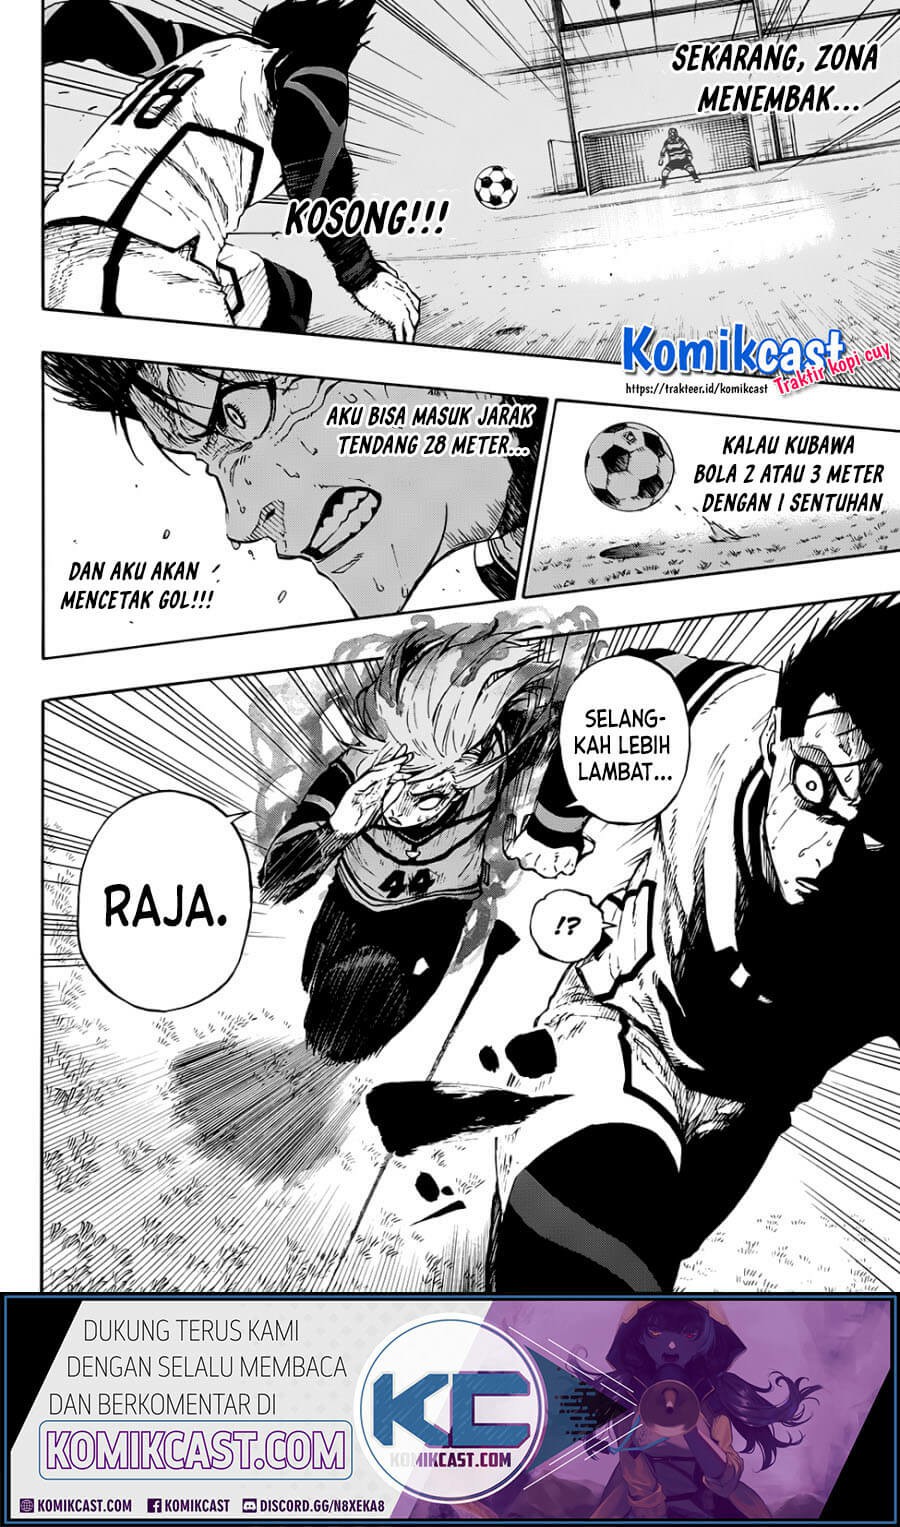 18
SEKARANG, ZONA
MENEMBAK...
KOSONG!!!
Komikcast
https://trakteer.id/komikcast
Traktir kopi cuy
KALAU KUBAWA
BOLA 2 ATAU 3 METER
DENGAN 1 SENTUHAN
AKU BISA MASUK JARAK
TENDANG 28 METER...
DAN AKU AKAN
MENCETAK GOL!!!
SELANG-
KAH LEBIH
LAMBAT...
RAJA.
44
!?
DUKUNG TERUS KAMI
DENGAN SELALU MEMBACA
DAN BERKOMENTAR DI
KOMIKCAST.COM
KC
KOMIKCAST.COM
KOMIKCAST.COM
KOMIKCAST
DISCORD.GG/N8XEKA8